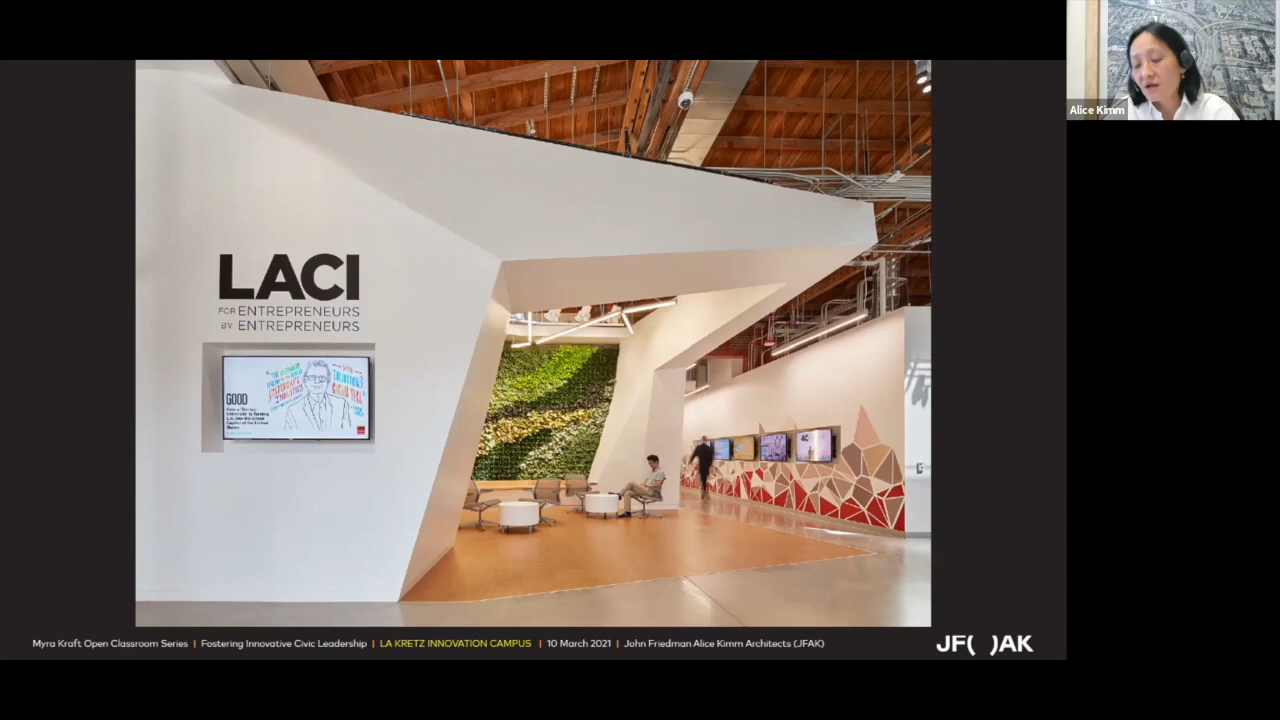 Alice Kimm
LACI
FOR ENTREPRENEURS
BY ENTREPRENEURS
GOOD
Myra Kraft Open Classroom Series | Fostering Innovative Civic Leadership | LA KRETZ INNOVATION CAMPUS | 10 March 2021 | John Friedman Alice Kimm Architects (JFAK)
JF( )AK